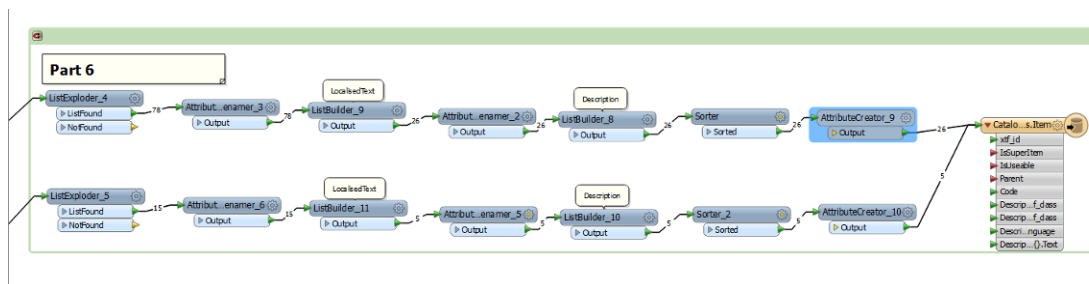 Part 6
ListExploder_4
ListFound
NotFound
78
Attribut...enamer_3
Output
78
LocalisedText
ListBuilder_9
Output
26
Attribut...enamer_2
Output
26
Description
ListBuilder_8
Output
26
Sorter
Sorted
26
AttributeCreator_9
Output
26
ListExploder_5
ListFound
NotFound
15
Attribut...enamer_6
Output
15
LocalisedText
ListBuilder_11
Output
5
Attribut...enamer_5
Output
5
Description
ListBuilder_10
Output
5
Sorter_2
Sorted
5
AttributeCreator_10
Output
5
Catalo...s.Item
xtf_id
IsSuperItem
IsUseable
Parent
Code
Descrip...f_class
Descrip...f_class
Descri...nguage
Descrip...{}.Text